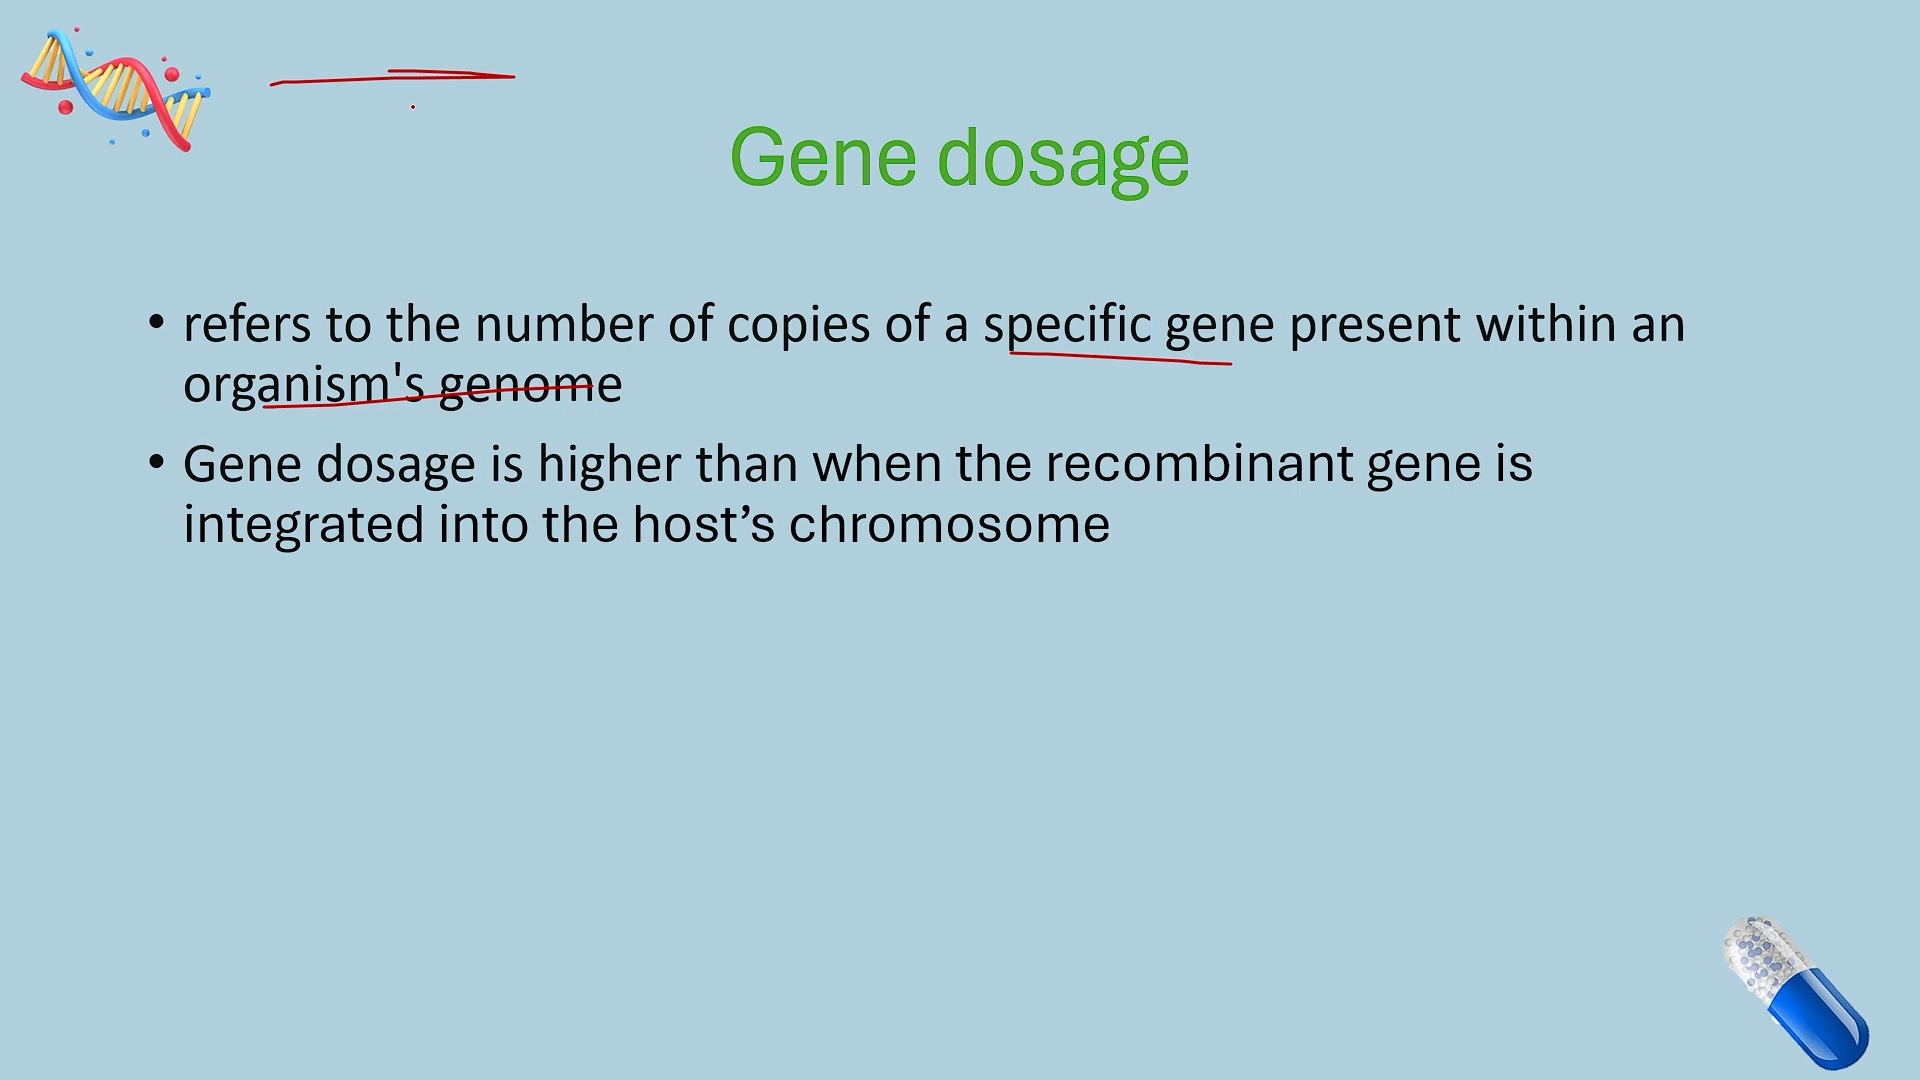 Gene dosage
• refers to the number of copies of a specific gene present within an
organism's genome
• Gene dosage is higher than when the recombinant gene is
integrated into the host’s chromosome